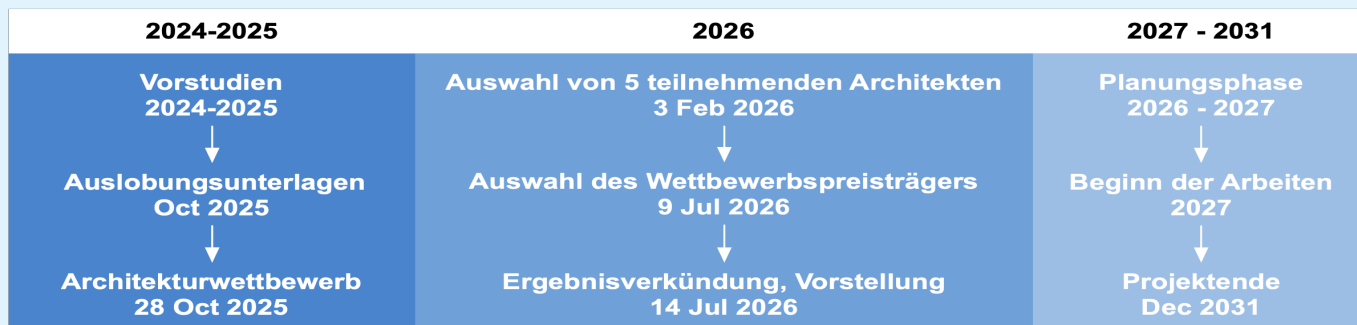 2024-2025
Vorstudien
2024-2025
Auslobungsunterlagen
Oct 2025
Architekturwettbewerb
28 Oct 2025
2026
Auswahl von 5 teilnehmenden Architekten
3 Feb 2026
Auswahl des Wettbewerbspreisträgers
9 Jul 2026
Ergebnisverkündung, Vorstellung
14 Jul 2026
2027 - 2031
Planungsphase
2026 - 2027
Beginn der Arbeiten
2027
Projektende
Dec 2031